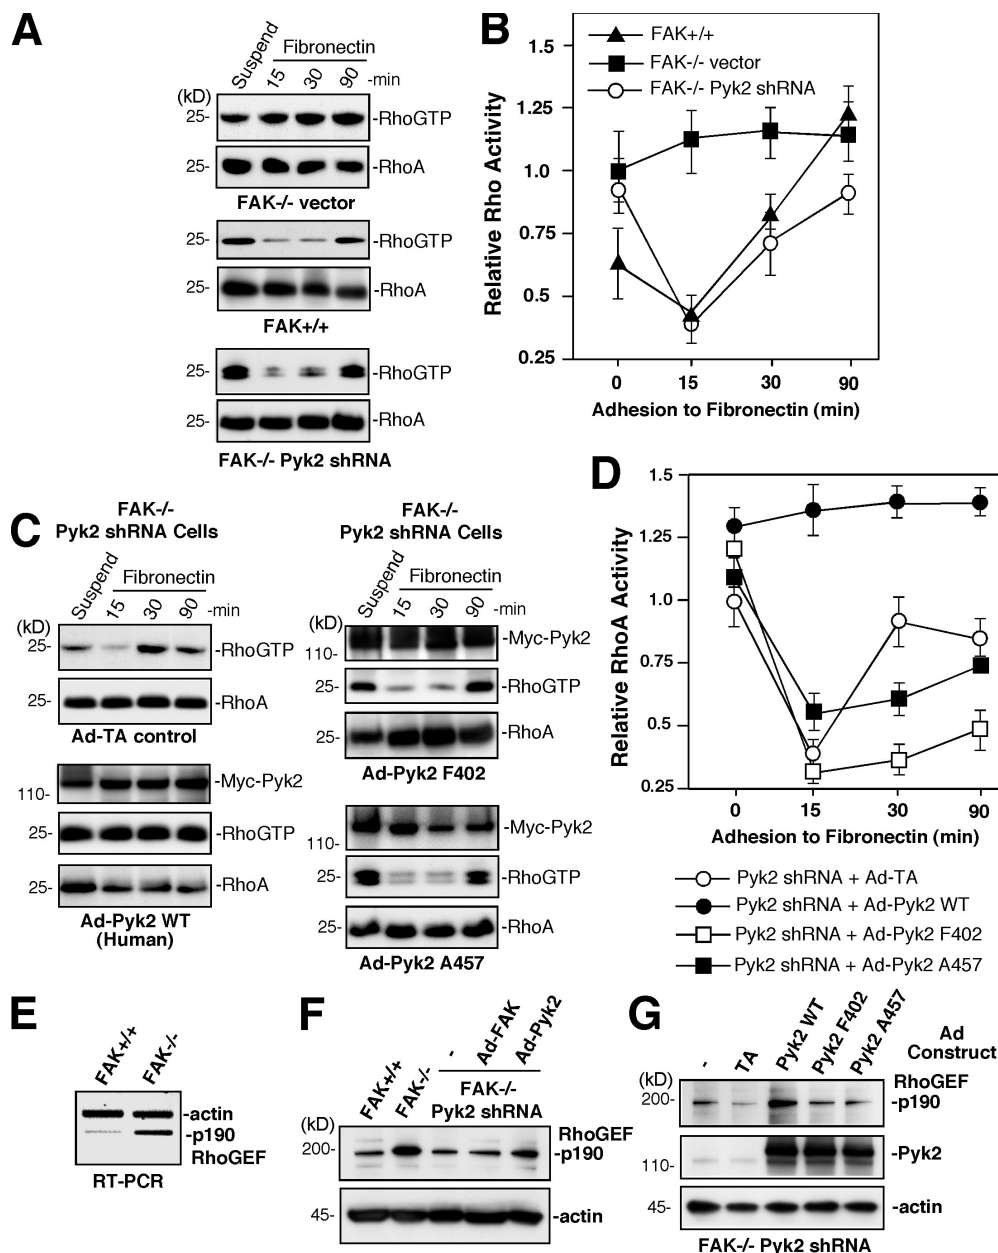 A
Suspend
Fibronectin
15 30 90 -min
(kD)
25- -RhoGTP
25- -RhoA
FAK-/- vector
25- -RhoGTP
25- -RhoA
FAK+/+
25- -RhoGTP
25- -RhoA
FAK-/- Pyk2 shRNA
B
FAK+/+
FAK-/- vector
FAK-/- Pyk2 shRNA
Relative Rho Activity
1.5
1.25
1.0
0.75
0.5
0.25
0 15 30 90
Adhesion to Fibronectin (min)
C
FAK-/-
Pyk2 shRNA Cells
Suspend
Fibronectin
15 30 90 -min
(kD)
25- -RhoGTP
25- -RhoA
Ad-TA control
110- -Myc-Pyk2
25- -RhoGTP
25- -RhoA
Ad-Pyk2 WT
(Human)
FAK-/-
Pyk2 shRNA Cells
Suspend
Fibronectin
15 30 90 -min
(kD)
110- -Myc-Pyk2
25- -RhoGTP
25- -RhoA
Ad-Pyk2 F402
110- -Myc-Pyk2
25- -RhoGTP
25- -RhoA
Ad-Pyk2 A457
D
Relative RhoA Activity
1.5
1.25
1.0
0.75
0.5
0.25
0 15 30 90
Adhesion to Fibronectin (min)
Pyk2 shRNA + Ad-TA
Pyk2 shRNA + Ad-Pyk2 WT
Pyk2 shRNA + Ad-Pyk2 F402
Pyk2 shRNA + Ad-Pyk2 A457
E
FAK+/+ FAK-/-
-actin
-p190
RhoGEF
RT-PCR
F
FAK+/+ FAK-/- - Ad-FAK Ad-Pyk2
FAK-/-
Pyk2 shRNA
(kD)
RhoGEF
200- -p190
45- -actin
G
- TA Pyk2 WT Pyk2 F402 Pyk2 A457
Ad
Construct
(kD)
RhoGEF
200- -p190
-Pyk2
110-
45- -actin
FAK-/- Pyk2 shRNA